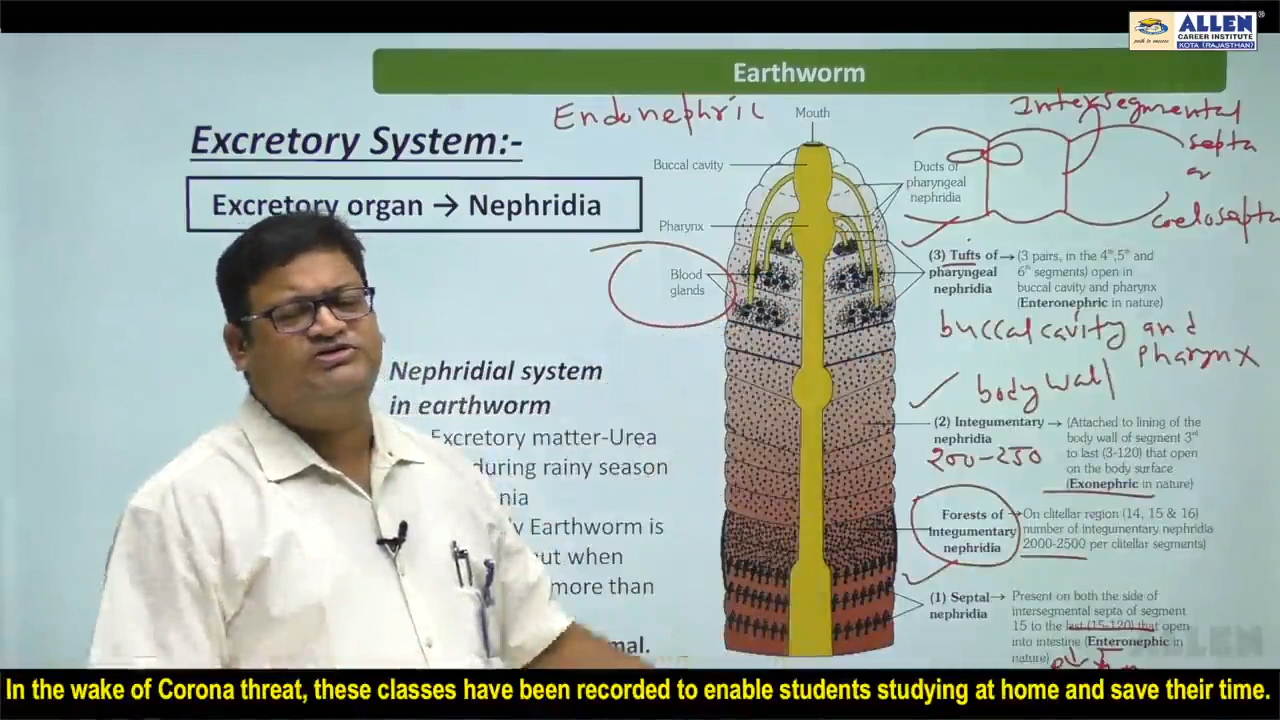 ALLEN
CAREER INSTITUTE
KOTA (RAJASTHAN)
Earthworm
Endonephric
Mouth
Intersegmental
septa
or
coelosepta
Excretory System:-
Excretory organ → Nephridia
Buccal cavity
Pharynx
Blood
glands
Ducts of
pharyngeal
nephridia
(3) Tufts of
pharyngeal
nephridia
(3 pairs, in the 4th,5th and
6th segments) open in
buccal cavity and pharynx
(Enteronephric in nature)
buccal cavity and
pharynx
body wall
Nephridial system
in earthworm
Excretory matter-Urea
during rainy season
nia
Earthworm is
ut when
more than
mal.
(2) Integumentary
nephridia
200-250
(Attached to lining of the
body wall of segment 3rd
to last (3-120) that open
on the body surface
(Exonephric in nature)
Forests of
Integumentary
nephridia
On clitellar region (14, 15 & 16)
number of integumentary nephridia
2000-2500 per clitellar segments)
(1) Septal
nephridia
Present on both the side of
intersegmental septa of segment
15 to the last (15-120) that open
into intestine (Enteronephic in
nature)
ALLEN
In the wake of Corona threat, these classes have been recorded to enable students studying at home and save their time.